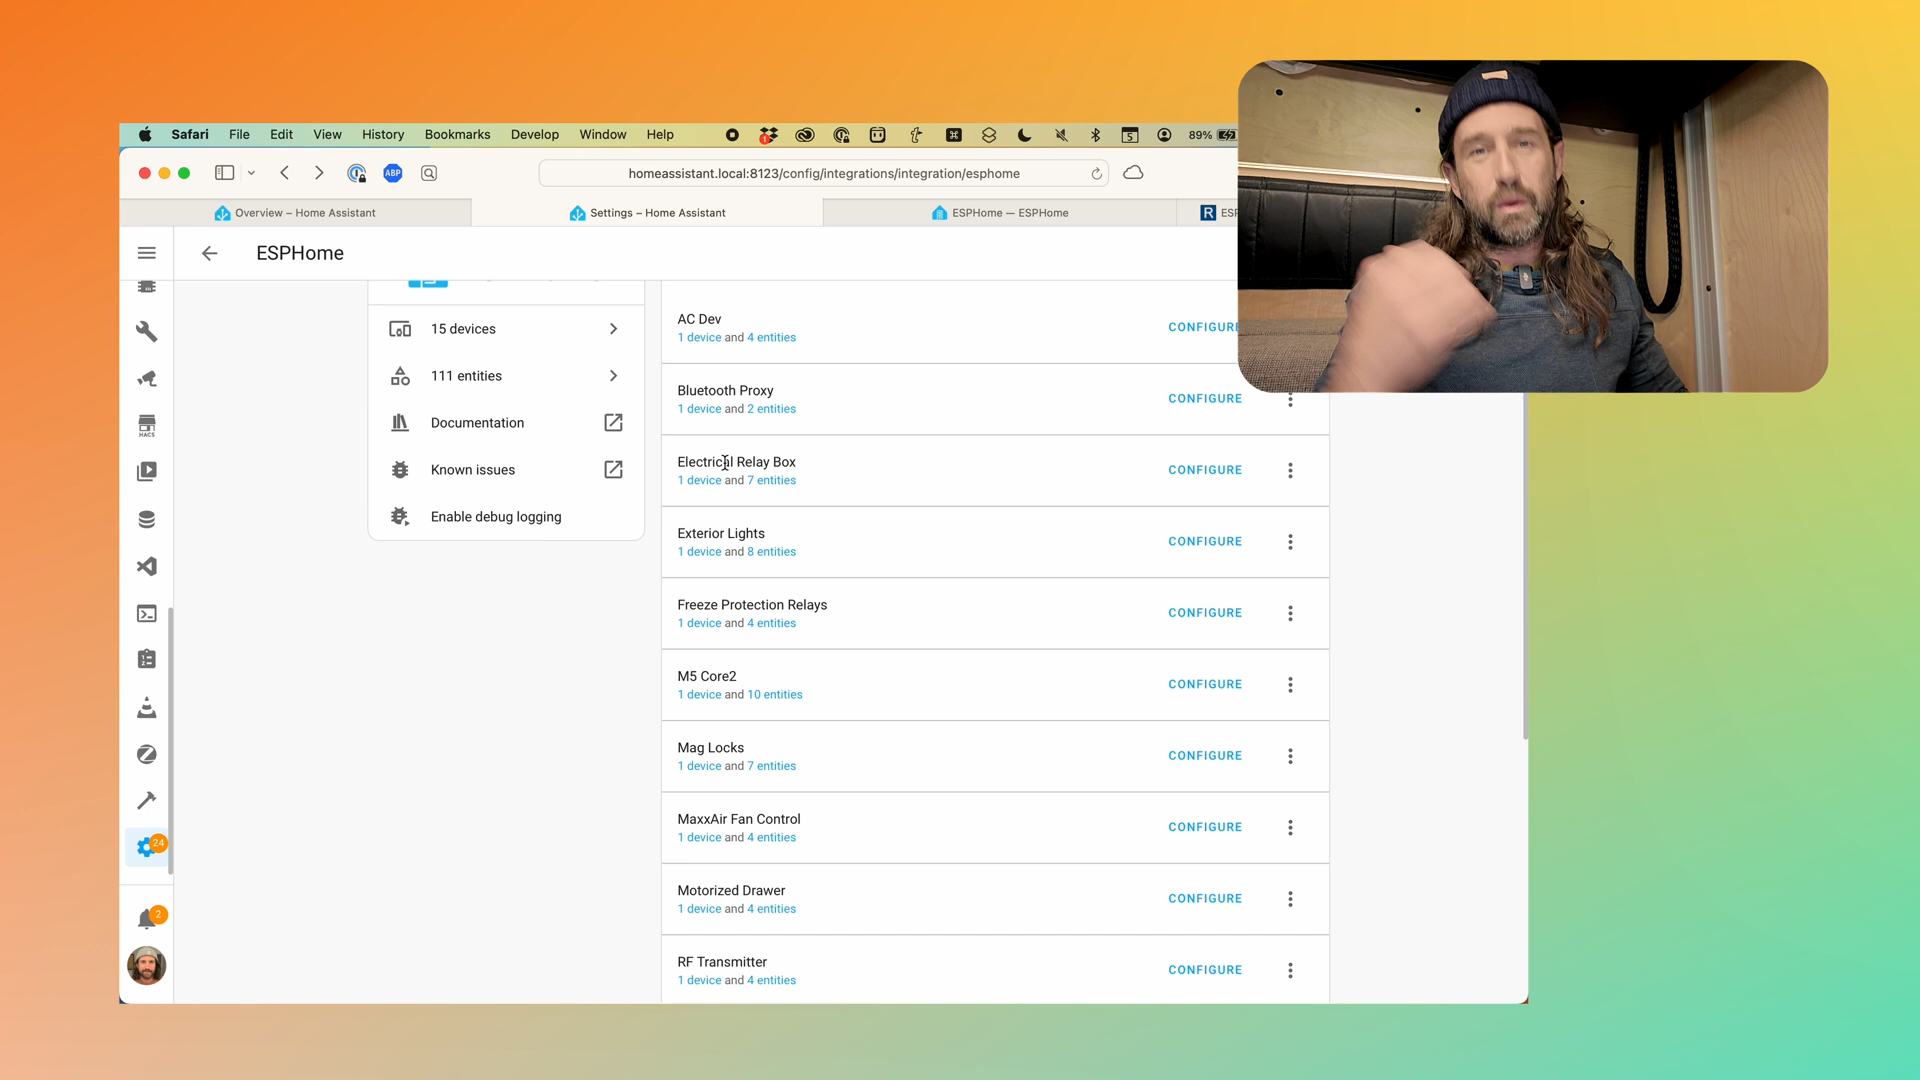 Safari File Edit View History Bookmarks Develop Window Help 5 89%
ABP homeassistant.local:8123/config/integrations/integration/esphome
Overview – Home Assistant Settings – Home Assistant ESPHome — ESPHome R ESP
ESPHome
HACS
24
2
15 devices
111 entities
Documentation
Known issues
Enable debug logging
AC Dev
1 device and 4 entities
CONFIGURE
Bluetooth Proxy
1 device and 2 entities
CONFIGURE
Electrical Relay Box
1 device and 7 entities
CONFIGURE
Exterior Lights
1 device and 8 entities
CONFIGURE
Freeze Protection Relays
1 device and 4 entities
CONFIGURE
M5 Core2
1 device and 10 entities
CONFIGURE
Mag Locks
1 device and 7 entities
CONFIGURE
MaxxAir Fan Control
1 device and 4 entities
CONFIGURE
Motorized Drawer
1 device and 4 entities
CONFIGURE
RF Transmitter
1 device and 4 entities
CONFIGURE